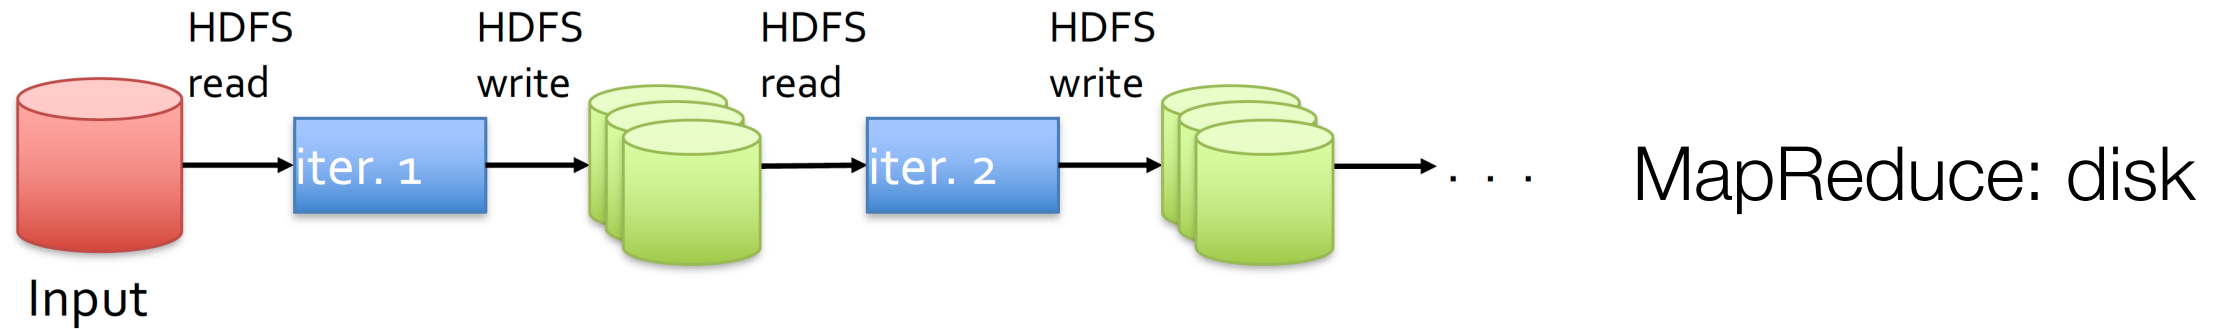 HDFS
read
HDFS
write
HDFS
read
HDFS
write
iter. 1
iter. 2
. . .
MapReduce: disk
Input